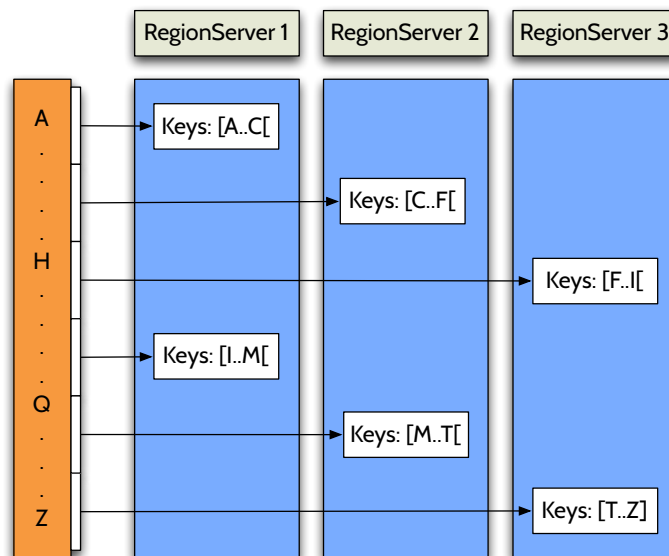 RegionServer 1
RegionServer 2
RegionServer 3
A
.
.
.
.
H
.
.
.
.
.
Q
.
.
.
Z
Keys: [A..C[
Keys: [C..F[
Keys: [F..I[
Keys: [I..M[
Keys: [M..T[
Keys: [T..Z]